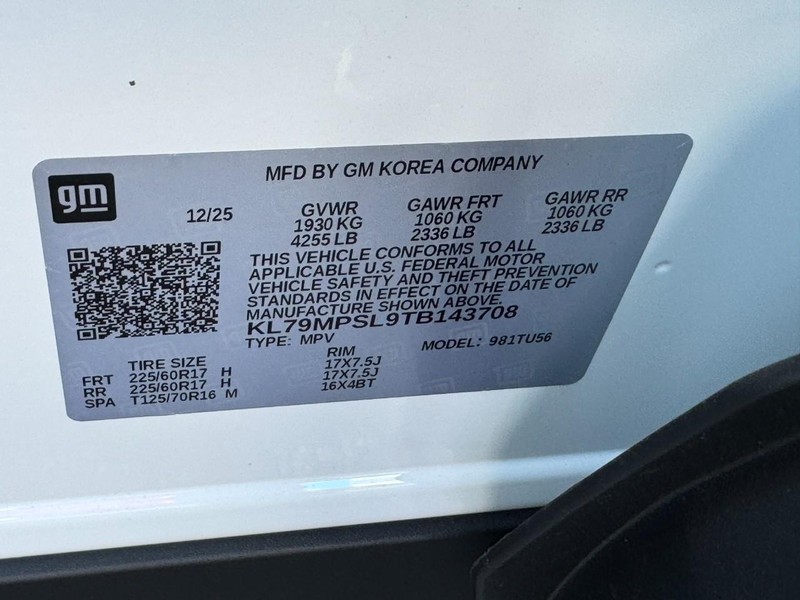 gm
MFD BY GM KOREA COMPANY
12/25
GVWR
1930 KG
4255 LB
GAWR FRT
1060 KG
2336 LB
GAWR RR
1060 KG
2336 LB
THIS VEHICLE CONFORMS TO ALL
APPLICABLE U.S. FEDERAL MOTOR
VEHICLE SAFETY AND THEFT PREVENTION
STANDARDS IN EFFECT ON THE DATE OF
MANUFACTURE SHOWN ABOVE.
KL79MPSL9TB143708
TYPE: MPV MODEL: 981TU56
TIRE SIZE RIM
FRT 225/60R17 H 17X7.5J
RR 225/60R17 H 17X7.5J
SPA T125/70R16 M 16X4BT